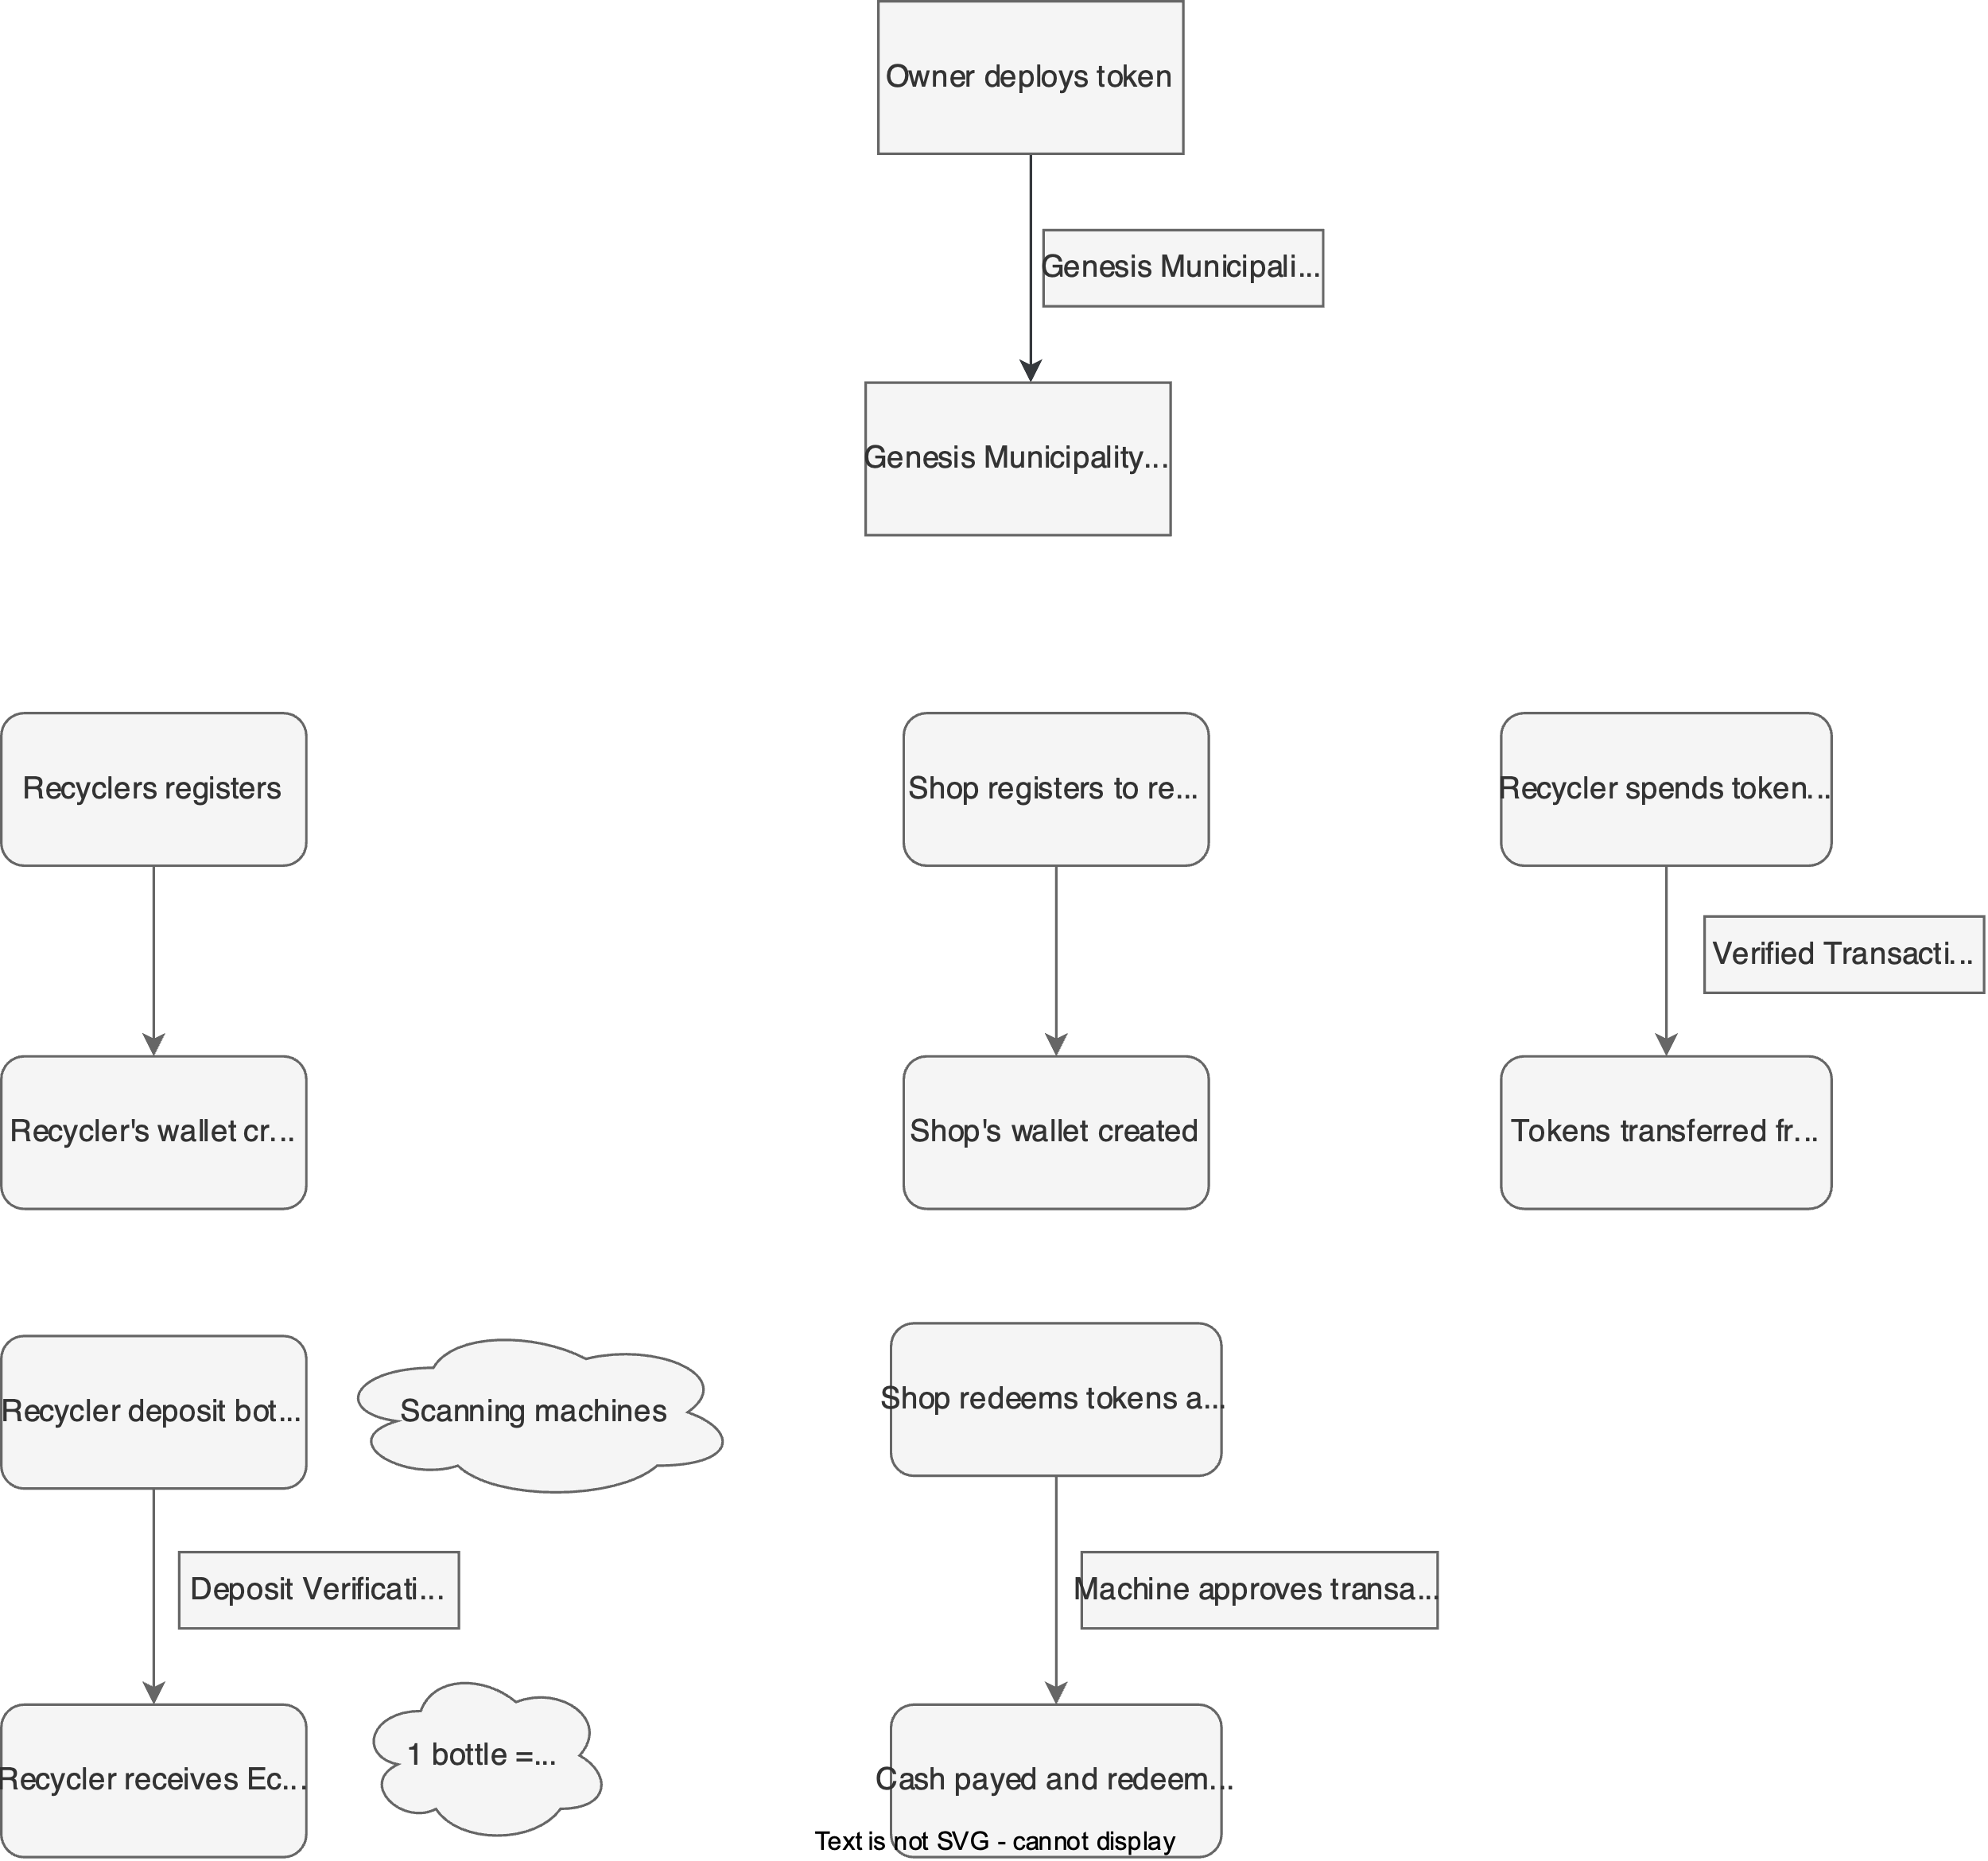 Owner deploys token
Genesis Municipali...
Genesis Municipality...
Recyclers registers
Shop registers to re...
Recycler spends token...
Verified Transacti...
Recycler's wallet cr...
Shop's wallet created
Tokens transferred fr...
Recycler deposit bot...
Scanning machines
Shop redeems tokens a...
Deposit Verificati...
Machine approves transa...
1 bottle =...
Recycler receives Ec...
Cash payed and redeem...
Text is not SVG - cannot display